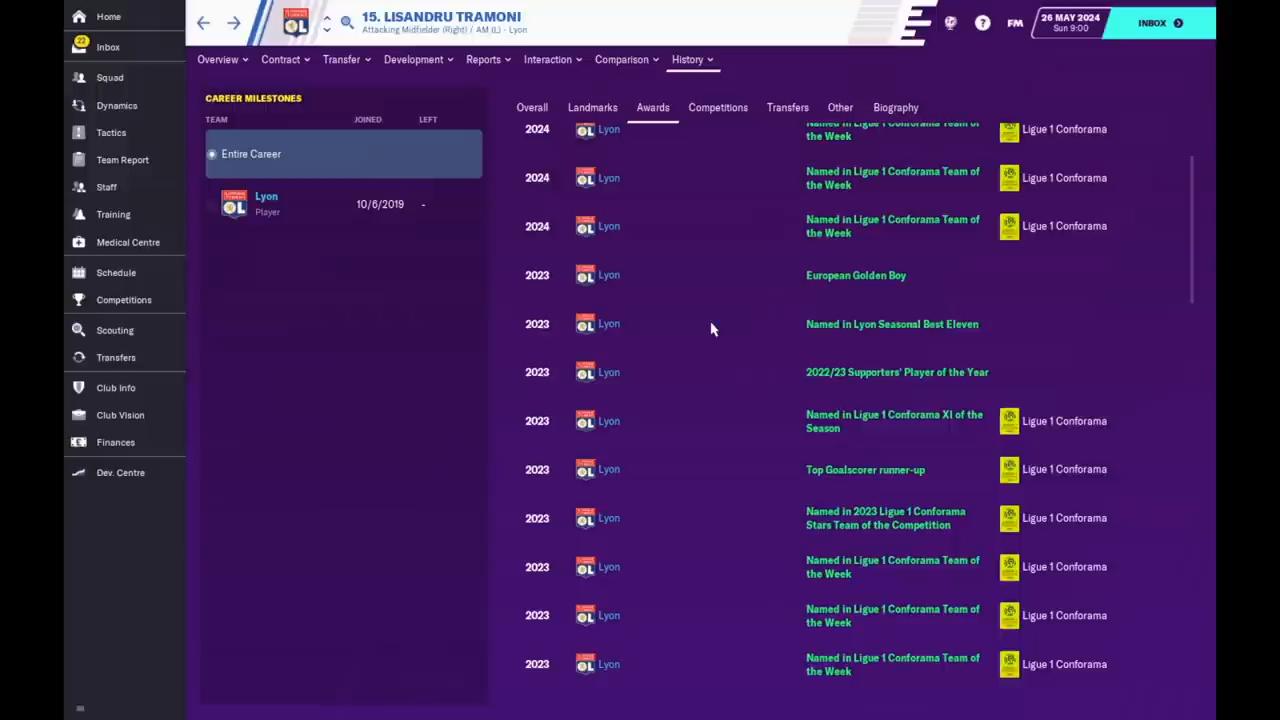 Home
22
Inbox
Squad
Dynamics
Tactics
Team Report
Staff
Training
Medical Centre
Schedule
Competitions
Scouting
Transfers
Club Info
Club Vision
Finances
Dev. Centre
OL
15. LISANDRU TRAMONI
Attacking Midfielder (Right) / AM (L) - Lyon
FM
26 MAY 2024
Sun 9:00
INBOX
Overview
Contract
Transfer
Development
Reports
Interaction
Comparison
History
CAREER MILESTONES
TEAM JOINED LEFT
Entire Career
Lyon
Player
10/6/2019 -
Overall Landmarks Awards Competitions Transfers Other Biography
2024 Lyon Named in Ligue 1 Conforama Team of
the Week
Ligue 1 Conforama
2024 Lyon Named in Ligue 1 Conforama Team of
the Week
Ligue 1 Conforama
2024 Lyon Named in Ligue 1 Conforama Team of
the Week
Ligue 1 Conforama
2023 Lyon European Golden Boy
2023 Lyon Named in Lyon Seasonal Best Eleven
2023 Lyon 2022/23 Supporters' Player of the Year
2023 Lyon Named in Ligue 1 Conforama XI of the
Season
Ligue 1 Conforama
2023 Lyon Top Goalscorer runner-up Ligue 1 Conforama
2023 Lyon Named in 2023 Ligue 1 Conforama
Stars Team of the Competition
Ligue 1 Conforama
2023 Lyon Named in Ligue 1 Conforama Team of
the Week
Ligue 1 Conforama
2023 Lyon Named in Ligue 1 Conforama Team of
the Week
Ligue 1 Conforama
2023 Lyon Named in Ligue 1 Conforama Team of
the Week
Ligue 1 Conforama